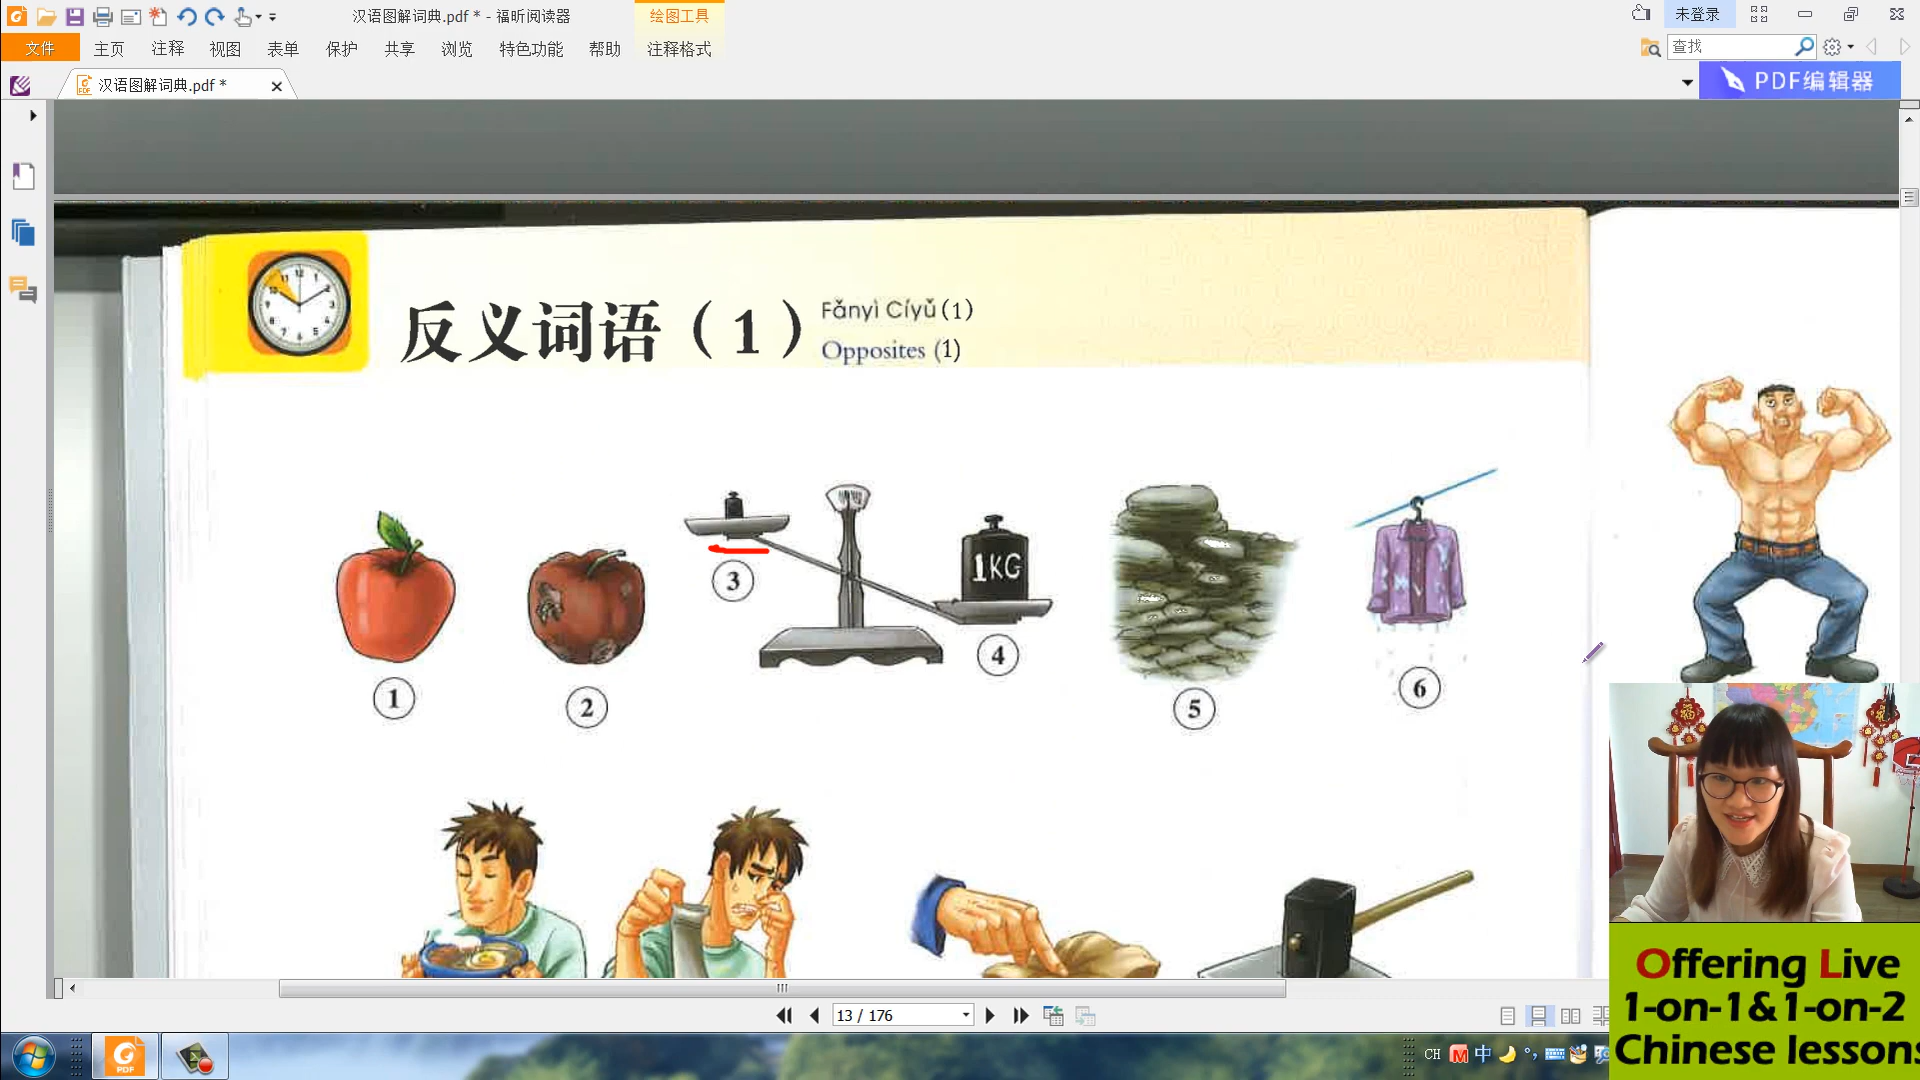 汉语图解词典.pdf * - 福昕阅读器
绘图工具
未登录
文件
主页
注释
视图
表单
保护
共享
浏览
特色功能
帮助
注释格式
查找
汉语图解词典.pdf *
PDF编辑器
反义词语（1）
Fǎnyì Cíyǔ (1)
Opposites (1)
1KG
1
2
3
4
5
6
13 / 176
Offering Live
1-on-1&1-on-2
Chinese lessons
PDF
CH
中